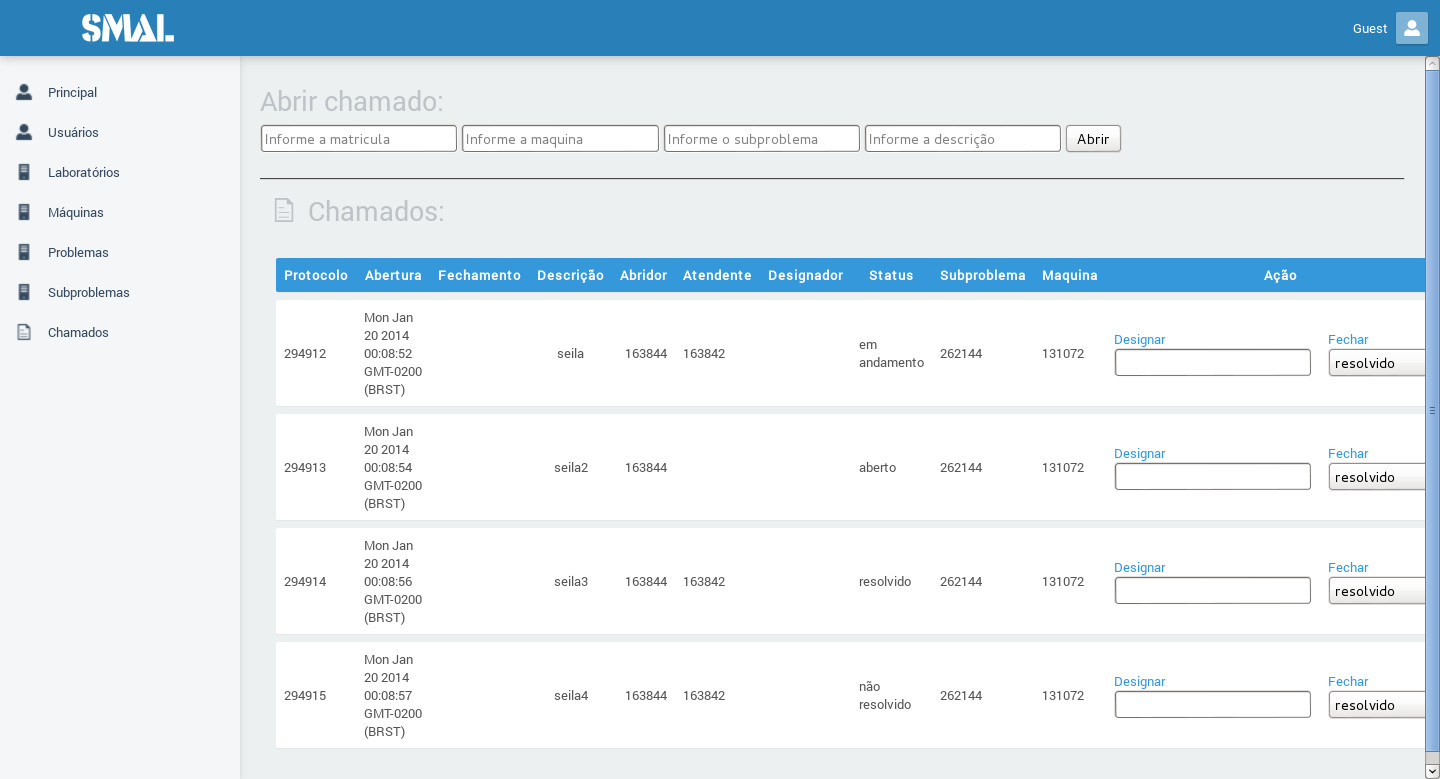 SMAL
Guest
Principal
Usuários
Laboratórios
Máquinas
Problemas
Subproblemas
Chamados
Abrir chamado:
Informe a matricula Informe a maquina Informe o subproblema Informe a descrição Abrir
Chamados:
Protocolo Abertura Fechamento Descrição Abridor Atendente Designador Status Subproblema Maquina Ação
294912 Mon Jan 20 2014 00:08:52 GMT-0200 (BRST) seila 163844 163842 em andamento 262144 131072 Designar Fechar resolvido
294913 Mon Jan 20 2014 00:08:54 GMT-0200 (BRST) seila2 163844 aberto 262144 131072 Designar Fechar resolvido
294914 Mon Jan 20 2014 00:08:56 GMT-0200 (BRST) seila3 163844 163842 resolvido 262144 131072 Designar Fechar resolvido
294915 Mon Jan 20 2014 00:08:57 GMT-0200 (BRST) seila4 163844 163842 não resolvido 262144 131072 Designar Fechar resolvido